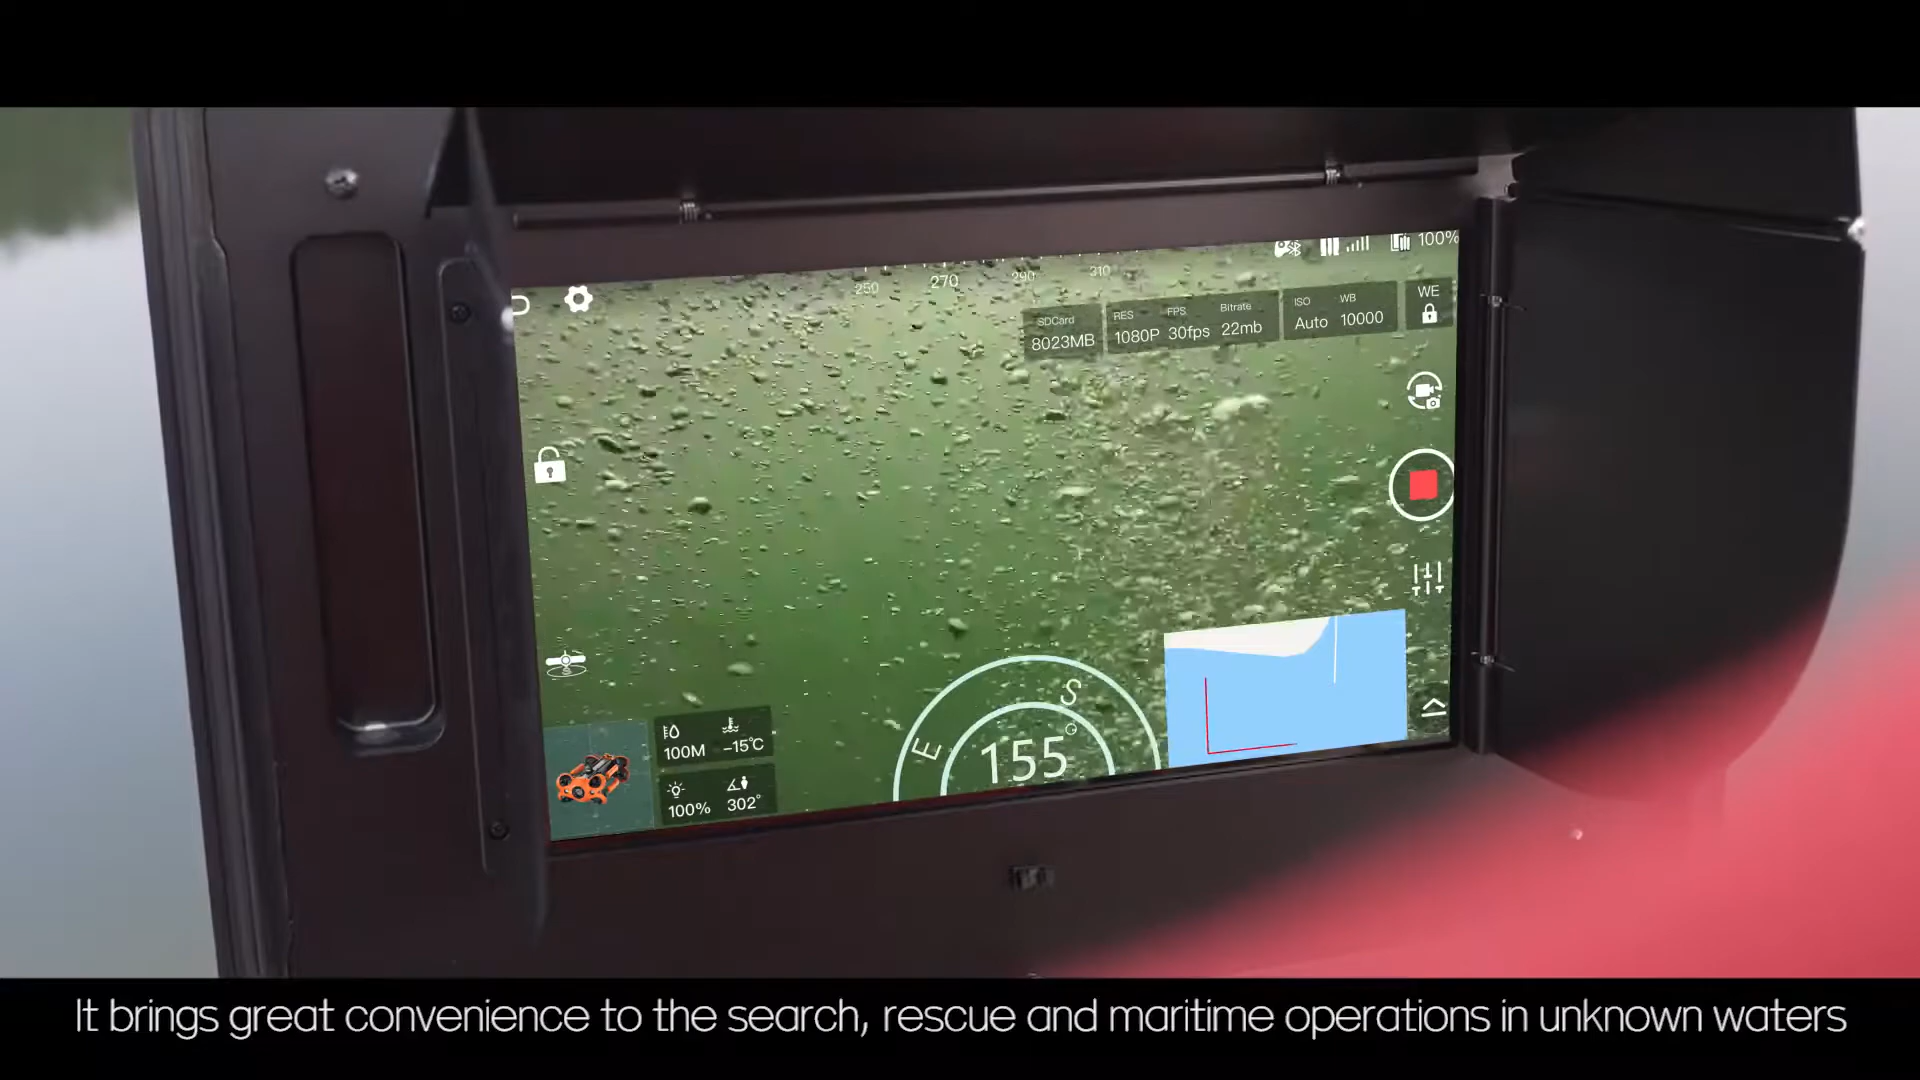 250 270 290 310
100%
SDCard
8023MB
RES FPS Bitrate
1080P 30fps 22mb
ISO WB
Auto 10000
WE
100M -15℃
100% 302°
E S
155°
It brings great convenience to the search, rescue and maritime operations in unknown waters